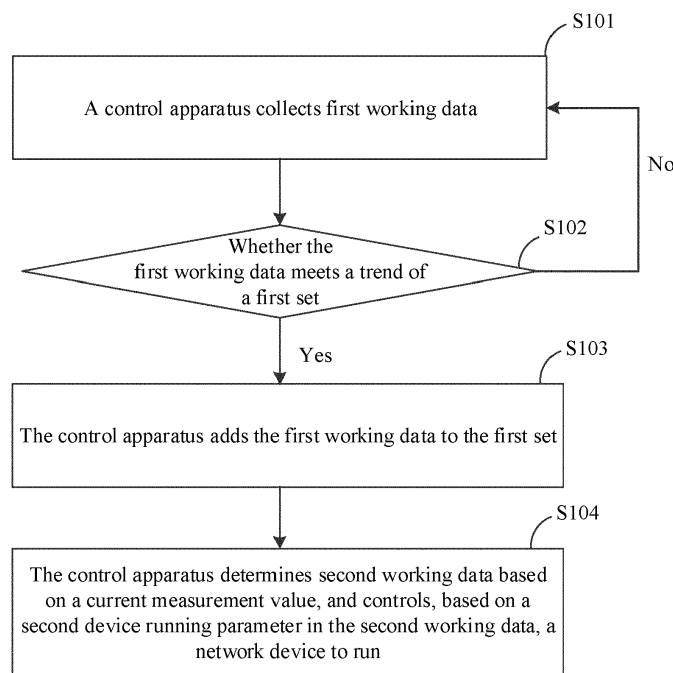 S101
A control apparatus collects first working data
No
S102
Whether the
first working data meets a trend of
a first set
Yes
S103
The control apparatus adds the first working data to the first set
S104
The control apparatus determines second working data based
on a current measurement value, and controls, based on a
second device running parameter in the second working data, a
network device to run